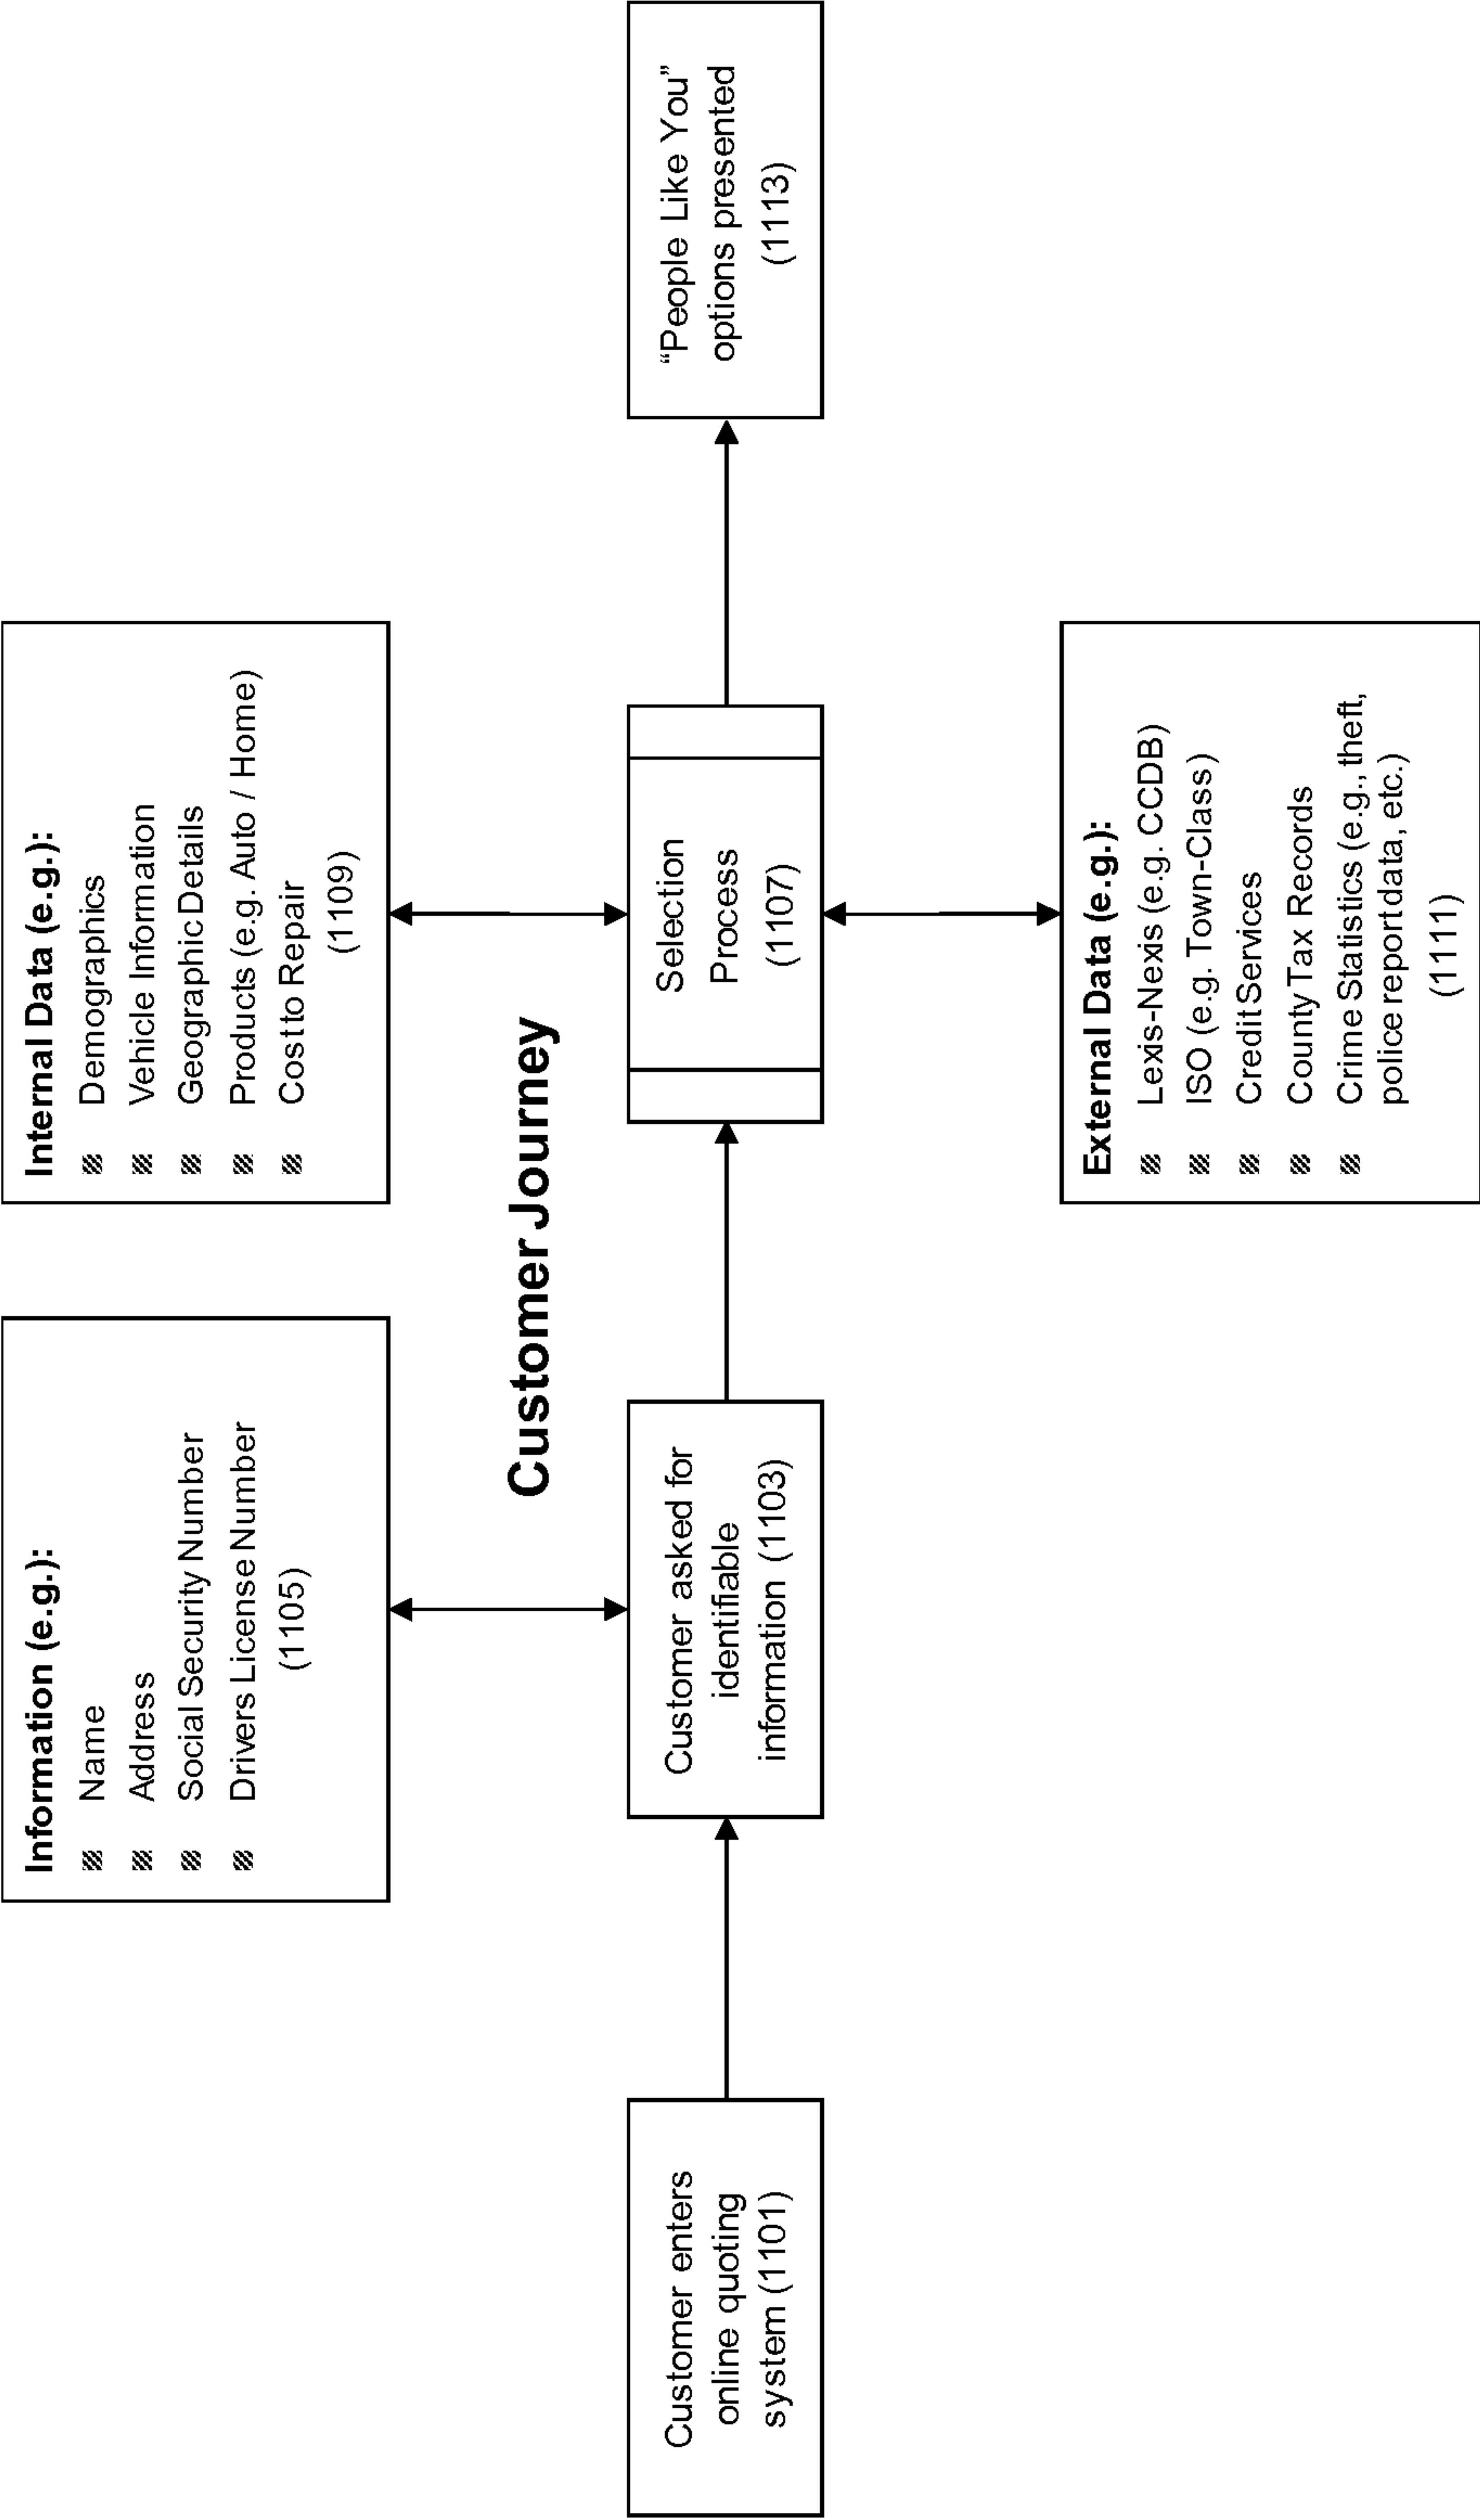 Information (e.g.):
Name
Address
Social Security Number
Drivers License Number
(1105)
Internal Data (e.g.):
Demographics
Vehicle Information
Geographic Details
Products (e.g. Auto / Home)
Cost to Repair
(1109)
Customer Journey
Customer enters
online quoting
system (1101)
Customer asked for
identifiable
information (1103)
Selection
Process
(1107)
“People Like You”
options presented
(1113)
External Data (e.g.):
Lexis-Nexis (e.g. CCDB)
ISO (e.g. Town-Class)
Credit Services
County Tax Records
Crime Statistics (e.g., theft,
police report data, etc.)
(1111)